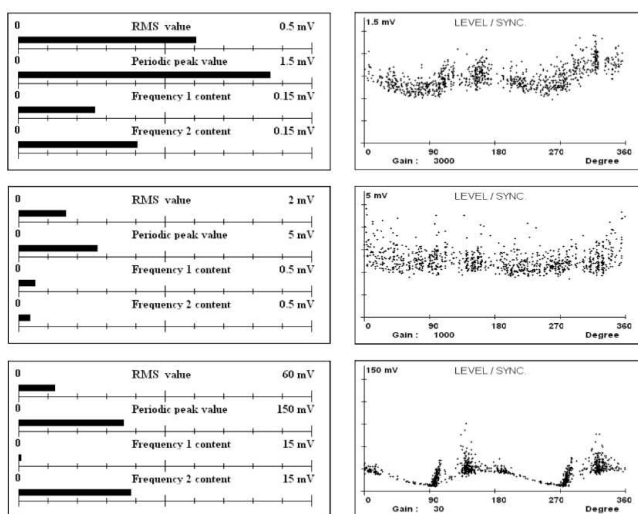 RMS value
0 0.5 mV
Periodic peak value
0 1.5 mV
Frequency 1 content
0 0.15 mV
Frequency 2 content
0 0.15 mV
1.5 mV LEVEL / SYNC.
0 90 180 270 360
Gain : 3000 Degree
RMS value
0 2 mV
Periodic peak value
0 5 mV
Frequency 1 content
0 0.5 mV
Frequency 2 content
0 0.5 mV
5 mV LEVEL / SYNC.
0 90 180 270 360
Gain : 1000 Degree
RMS value
0 60 mV
Periodic peak value
0 150 mV
Frequency 1 content
0 15 mV
Frequency 2 content
0 15 mV
150 mV LEVEL / SYNC.
0 90 180 270 360
Gain : 30 Degree